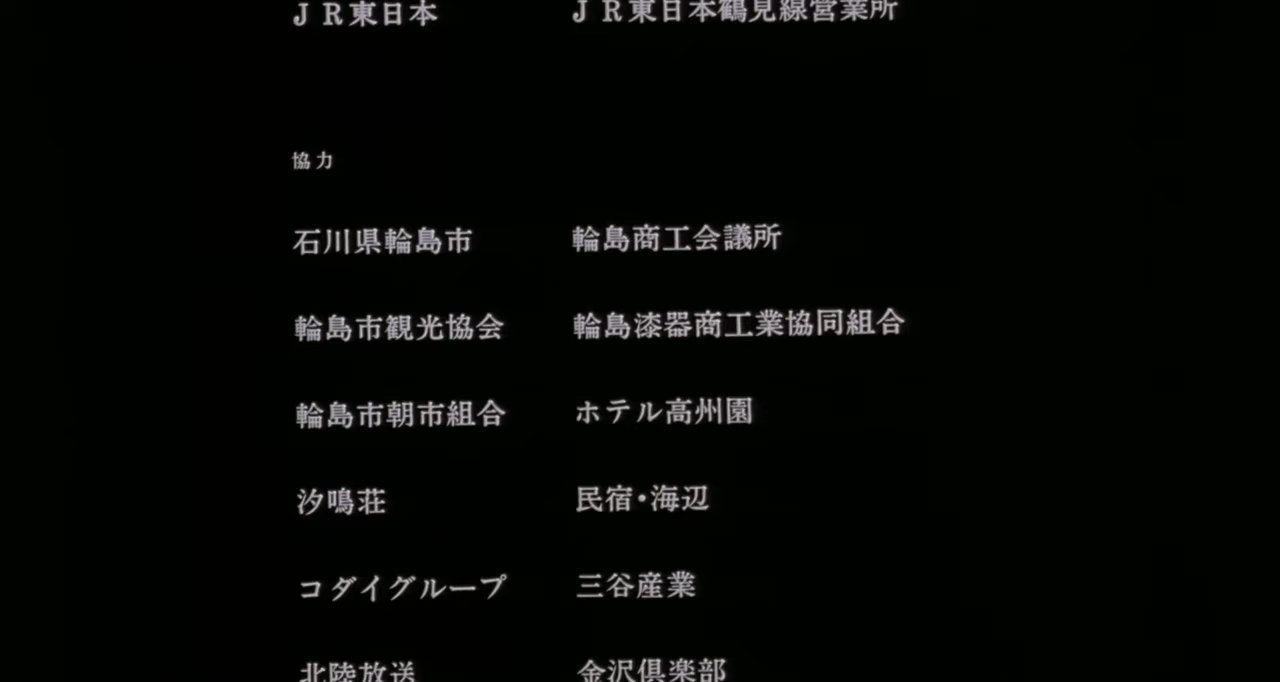 ＪＲ東日本　ＪＲ東日本鶴見線営業所
協力
石川県輪島市　輪島商工会議所
輪島市観光協会　輪島漆器商工業協同組合
輪島市朝市組合　ホテル高州園
汐鳴荘　民宿・海辺
コダイグループ　三谷産業
北陸放送　金沢倶楽部